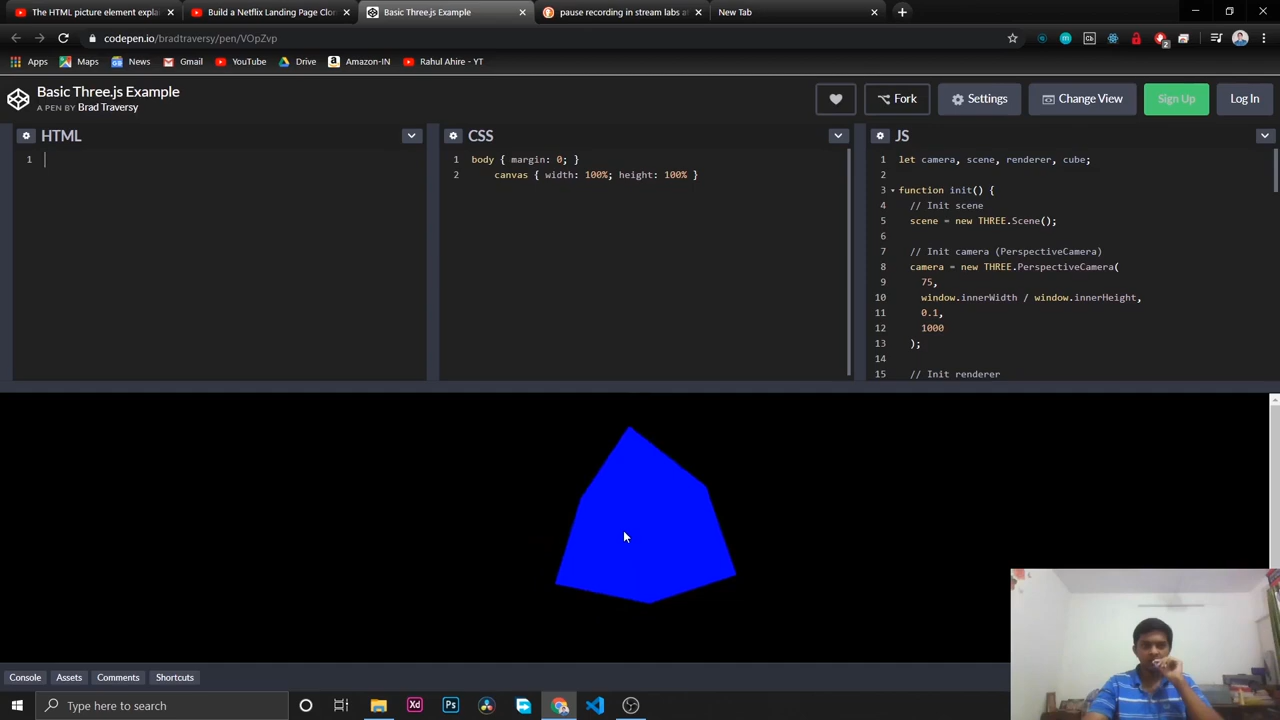 The HTML picture element expla
Build a Netflix Landing Page Clo
Basic Three.js Example
pause recording in stream labs at
New Tab
codepen.io/bradtraversy/pen/VOpZvp
2
Apps
Maps
News
Gmail
YouTube
Drive
Amazon-IN
Rahul Ahire - YT
Basic Three.js Example
A PEN BY Brad Traversy
Fork
Settings
Change View
Sign Up
Log In
HTML
1
CSS
1 body { margin: 0; }
2 canvas { width: 100%; height: 100% }
JS
1 let camera, scene, renderer, cube;
2
3 function init() {
4 // Init scene
5 scene = new THREE.Scene();
6
7 // Init camera (PerspectiveCamera)
8 camera = new THREE.PerspectiveCamera(
9 75,
10 window.innerWidth / window.innerHeight,
11 0.1,
12 1000
13 );
14
15 // Init renderer
Console
Assets
Comments
Shortcuts
Type here to search
Xd
Ps